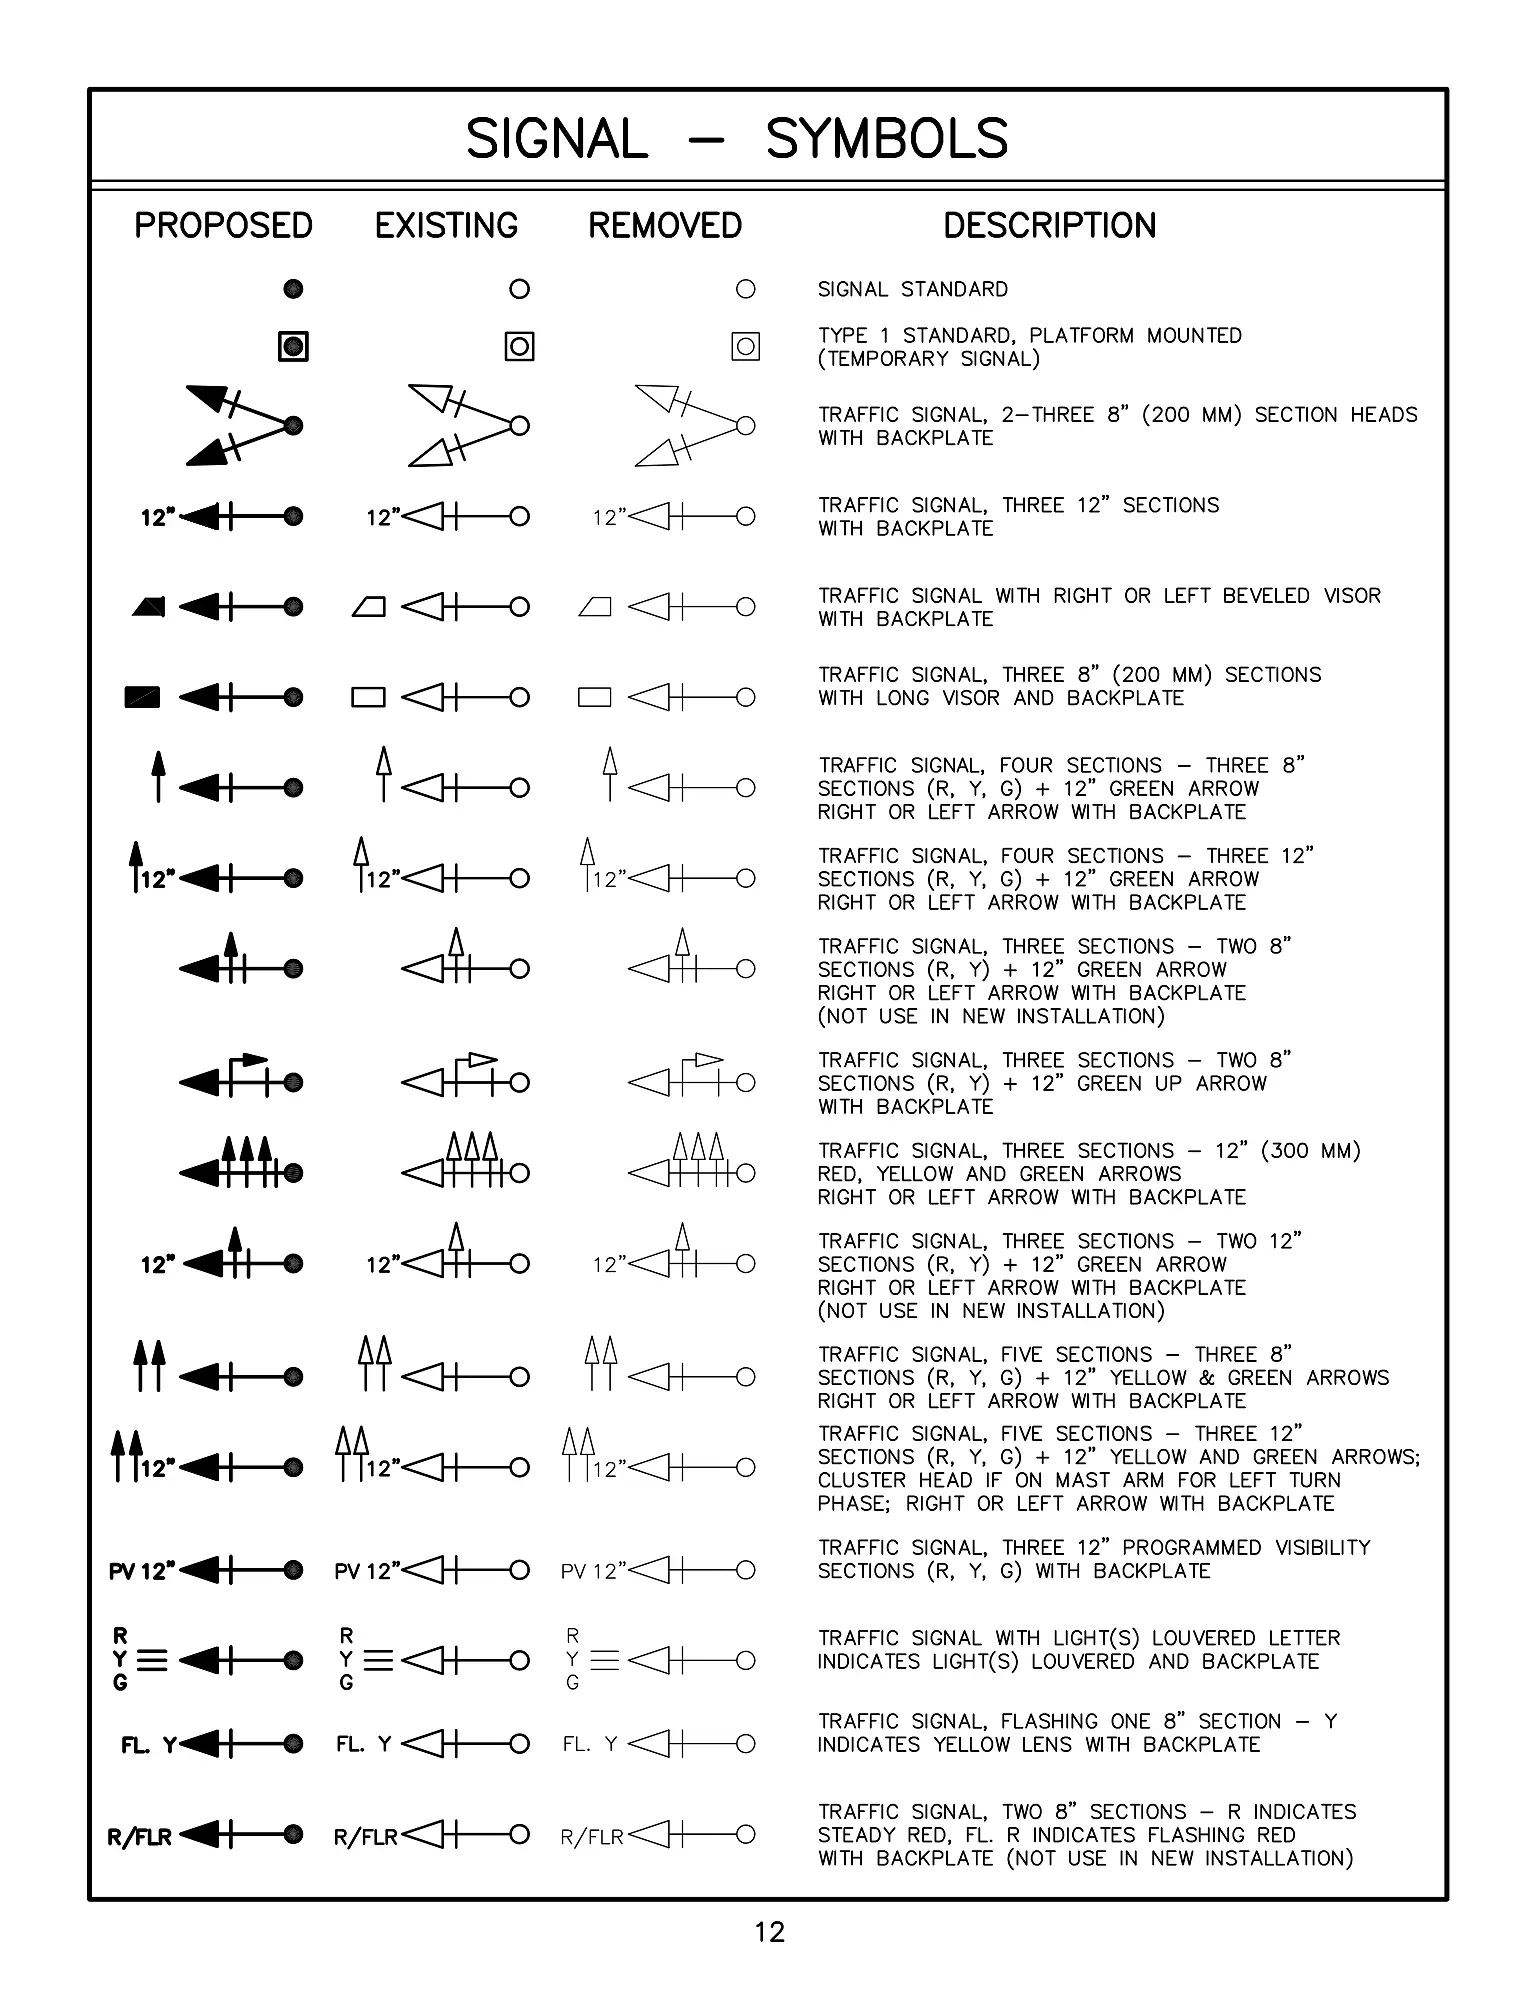 SIGNAL – SYMBOLS
PROPOSED EXISTING REMOVED DESCRIPTION
SIGNAL STANDARD
TYPE 1 STANDARD, PLATFORM MOUNTED
(TEMPORARY SIGNAL)
TRAFFIC SIGNAL, 2–THREE 8” (200 MM) SECTION HEADS
WITH BACKPLATE
12” 12” 12” TRAFFIC SIGNAL, THREE 12” SECTIONS
WITH BACKPLATE
TRAFFIC SIGNAL WITH RIGHT OR LEFT BEVELED VISOR
WITH BACKPLATE
TRAFFIC SIGNAL, THREE 8” (200 MM) SECTIONS
WITH LONG VISOR AND BACKPLATE
TRAFFIC SIGNAL, FOUR SECTIONS – THREE 8”
SECTIONS (R, Y, G) + 12” GREEN ARROW
RIGHT OR LEFT ARROW WITH BACKPLATE
TRAFFIC SIGNAL, FOUR SECTIONS – THREE 12”
12” 12” 12” SECTIONS (R, Y, G) + 12” GREEN ARROW
RIGHT OR LEFT ARROW WITH BACKPLATE
TRAFFIC SIGNAL, THREE SECTIONS – TWO 8”
SECTIONS (R, Y) + 12” GREEN ARROW
RIGHT OR LEFT ARROW WITH BACKPLATE
(NOT USE IN NEW INSTALLATION)
TRAFFIC SIGNAL, THREE SECTIONS – TWO 8”
SECTIONS (R, Y) + 12” GREEN UP ARROW
WITH BACKPLATE
TRAFFIC SIGNAL, THREE SECTIONS – 12” (300 MM)
RED, YELLOW AND GREEN ARROWS
RIGHT OR LEFT ARROW WITH BACKPLATE
TRAFFIC SIGNAL, THREE SECTIONS – TWO 12”
12” 12” 12” SECTIONS (R, Y) + 12” GREEN ARROW
RIGHT OR LEFT ARROW WITH BACKPLATE
(NOT USE IN NEW INSTALLATION)
TRAFFIC SIGNAL, FIVE SECTIONS – THREE 8”
SECTIONS (R, Y, G) + 12” YELLOW & GREEN ARROWS
RIGHT OR LEFT ARROW WITH BACKPLATE
TRAFFIC SIGNAL, FIVE SECTIONS – THREE 12”
12” 12” 12” SECTIONS (R, Y, G) + 12” YELLOW AND GREEN ARROWS;
CLUSTER HEAD IF ON MAST ARM FOR LEFT TURN
PHASE; RIGHT OR LEFT ARROW WITH BACKPLATE
TRAFFIC SIGNAL, THREE 12” PROGRAMMED VISIBILITY
PV 12” PV 12” PV 12” SECTIONS (R, Y, G) WITH BACKPLATE
R R R TRAFFIC SIGNAL WITH LIGHT(S) LOUVERED LETTER
Y Y Y INDICATES LIGHT(S) LOUVERED AND BACKPLATE
G G G
TRAFFIC SIGNAL, FLASHING ONE 8” SECTION – Y
FL. Y FL. Y FL. Y INDICATES YELLOW LENS WITH BACKPLATE
TRAFFIC SIGNAL, TWO 8” SECTIONS – R INDICATES
R/FLR R/FLR R/FLR STEADY RED, FL. R INDICATES FLASHING RED
WITH BACKPLATE (NOT USE IN NEW INSTALLATION)
12